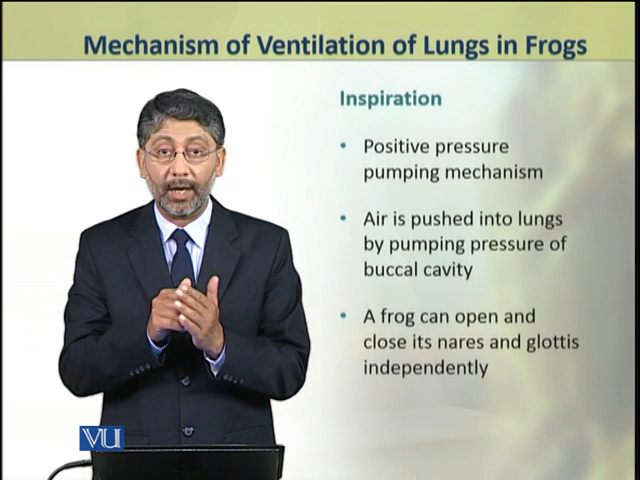 Mechanism of Ventilation of Lungs in Frogs
Inspiration
• Positive pressure
pumping mechanism
• Air is pushed into lungs
by pumping pressure of
buccal cavity
• A frog can open and
close its nares and glottis
independently
VU